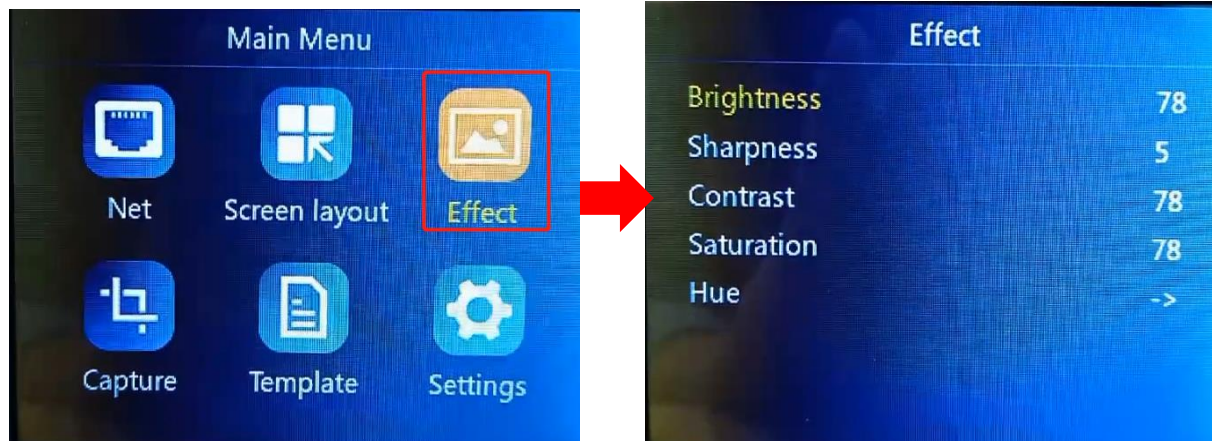 Main Menu
Net Screen layout Effect
Capture Template Settings
Effect
Brightness 78
Sharpness 5
Contrast 78
Saturation 78
Hue ->